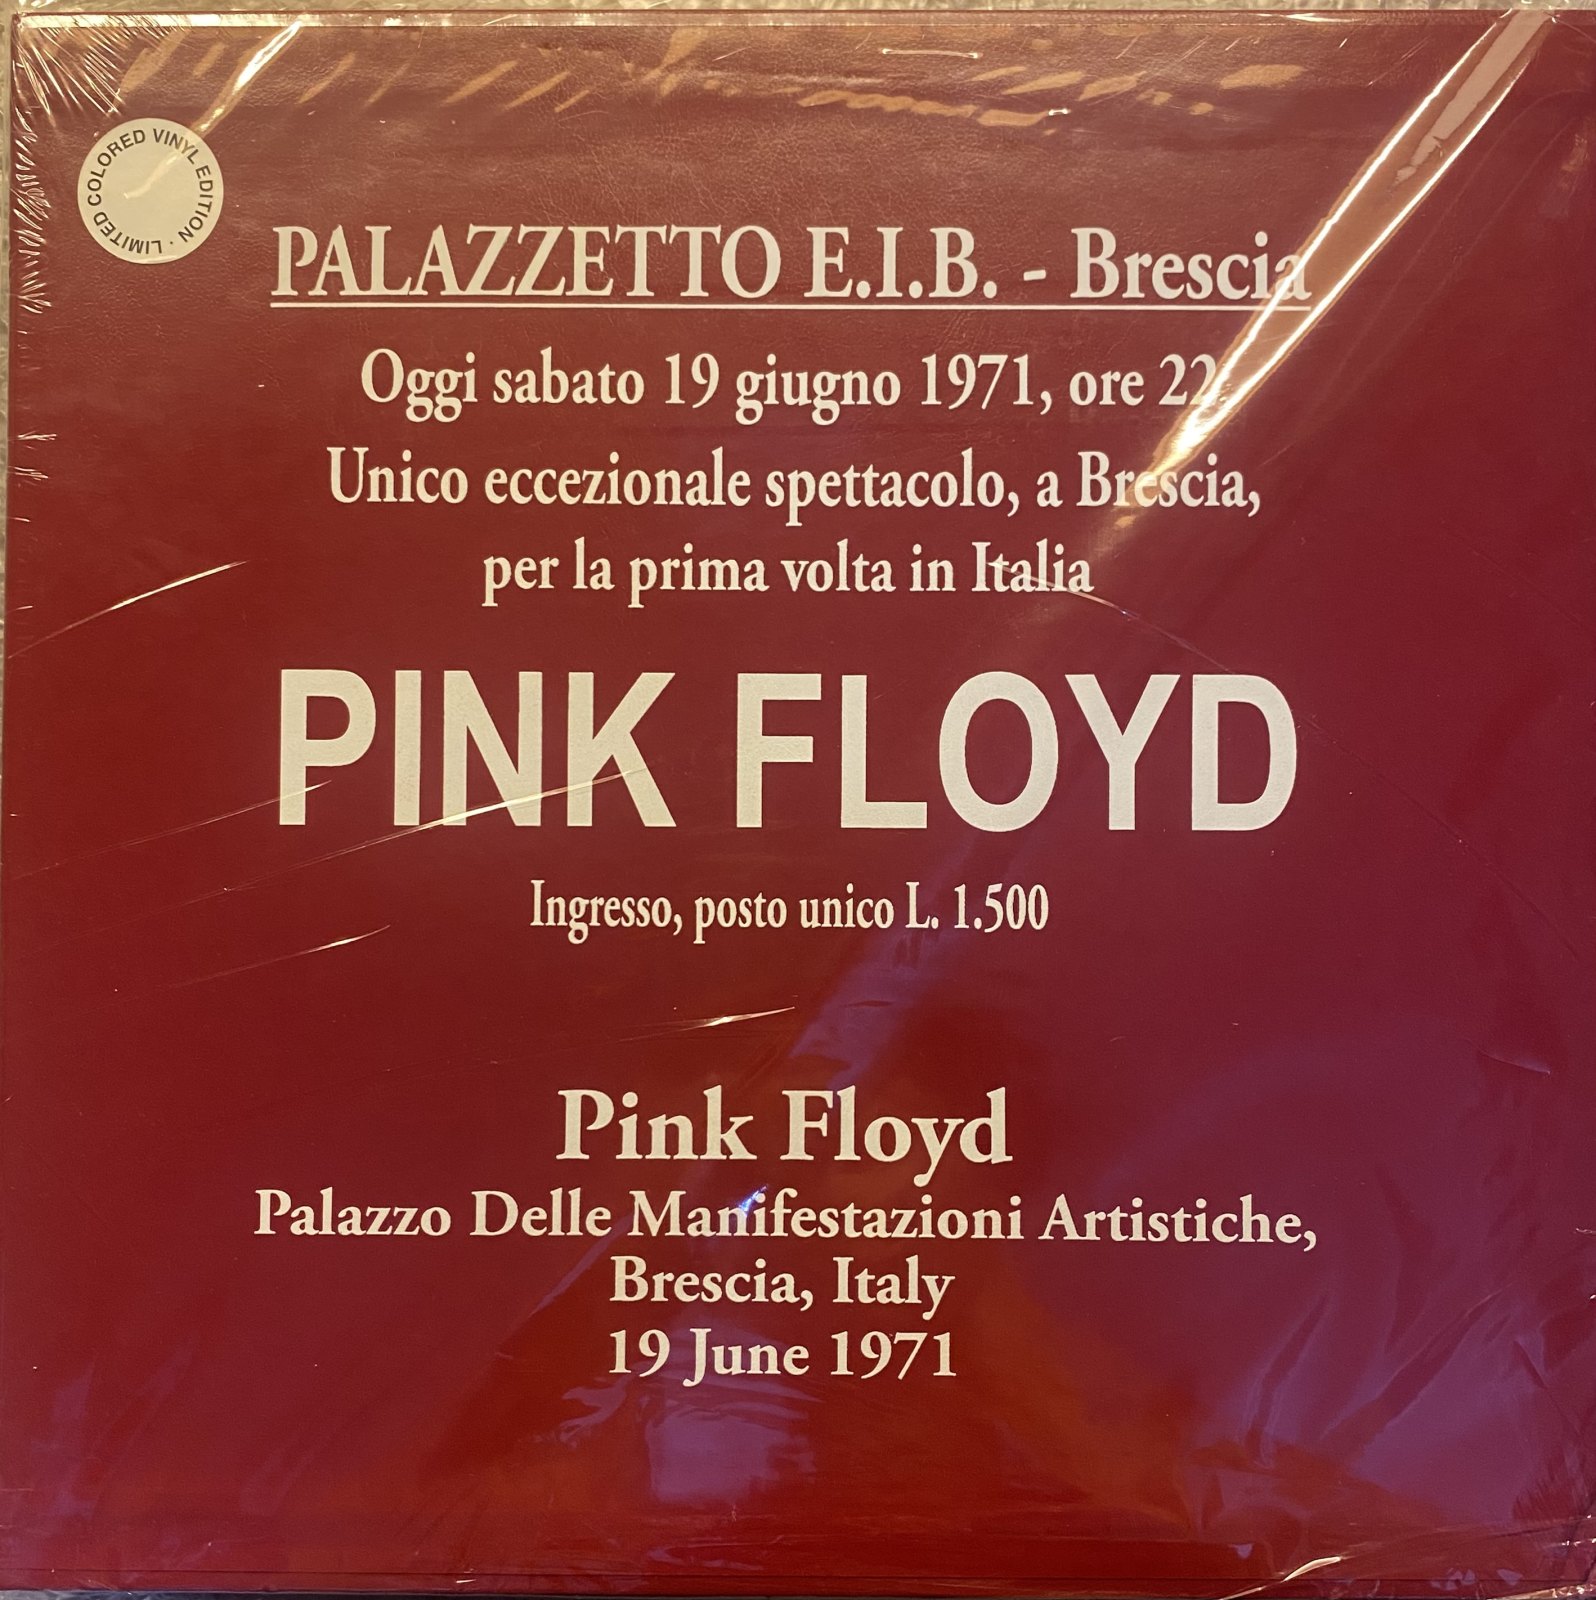 LIMITED COLORED VINYL EDITION ·
PALAZZETTO E.I.B. - Brescia
Oggi sabato 19 giugno 1971, ore 22
Unico eccezionale spettacolo, a Brescia,
per la prima volta in Italia
PINK FLOYD
Ingresso, posto unico L. 1.500
Pink Floyd
Palazzo Delle Manifestazioni Artistiche,
Brescia, Italy
19 June 1971